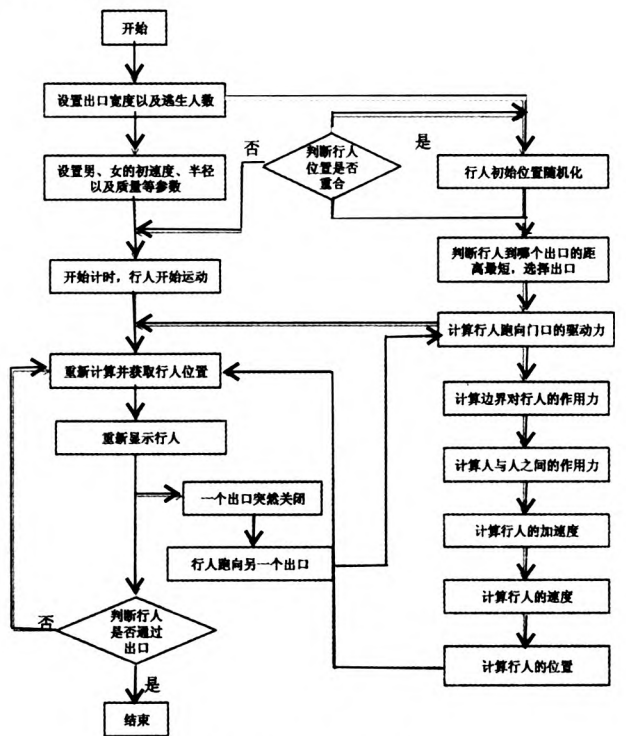 开始
设置出口宽度以及逃生人数
设置男、女的初速度、半径
以及质量等参数
否
判断行人
位置是否
重合
是
行人初始位置随机化
开始计时，行人开始运动
判断行人到哪个出口的距
离最短，选择出口
计算行人跑向门口的驱动力
重新计算并获取行人位置
计算边界对行人的作用力
重新显示行人
计算人与人之间的作用力
一个出口突然关闭
计算行人的加速度
行人跑向另一个出口
计算行人的速度
否
判断行人
是否通过
出口
计算行人的位置
是
结束